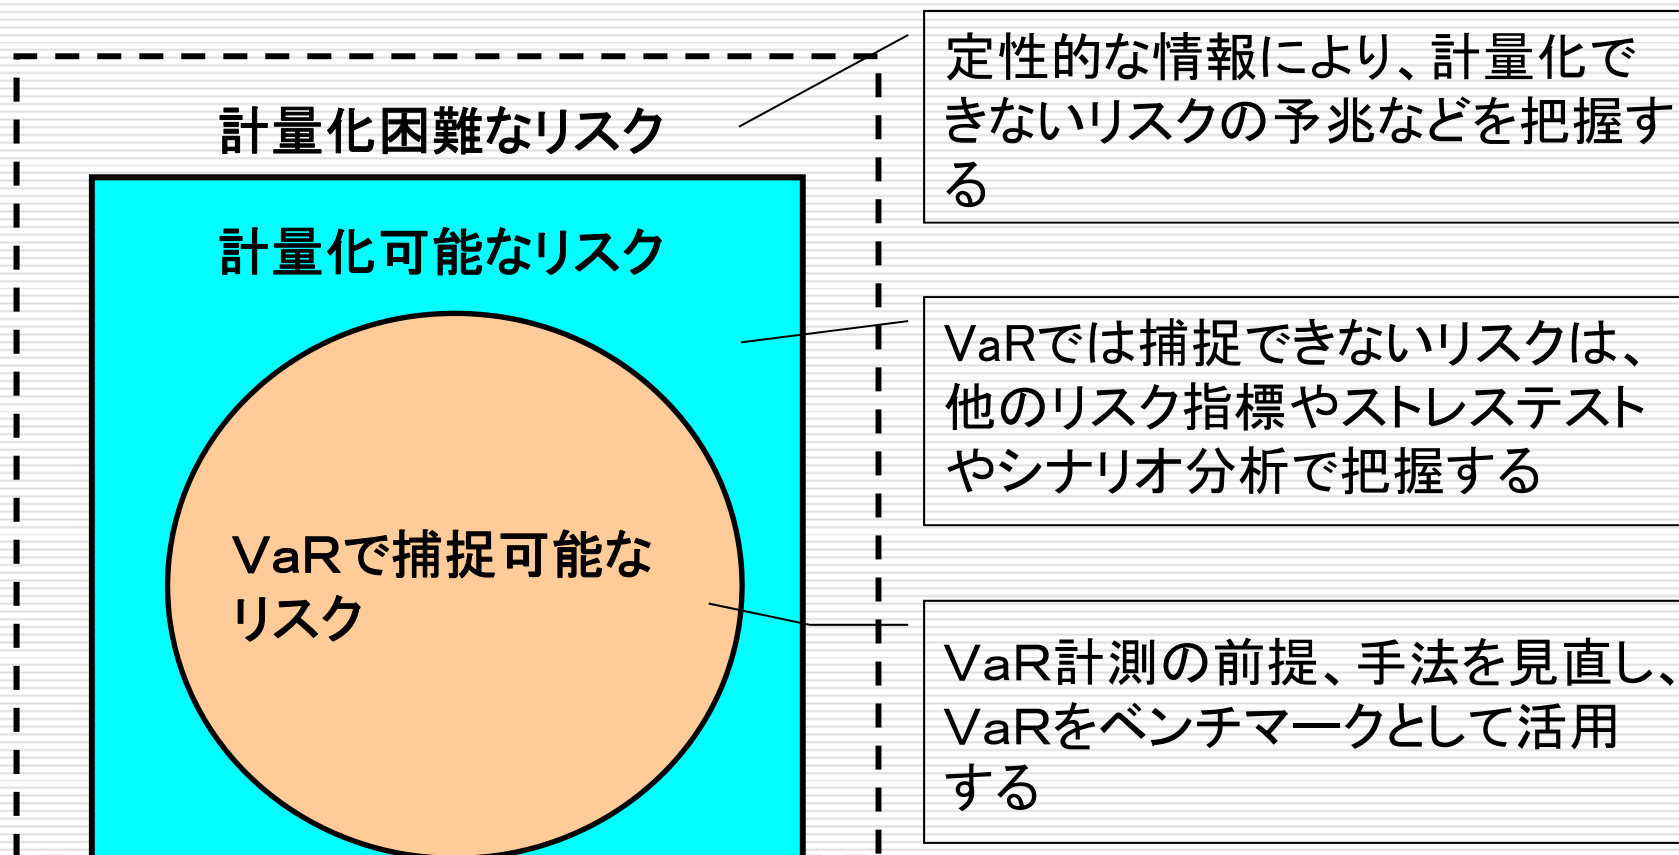 計量化困難なリスク
計量化可能なリスク
VaRで捕捉可能な
リスク
定性的な情報により、計量化で
きないリスクの予兆などを把握す
る
VaRでは捕捉できないリスクは、
他のリスク指標やストレステスト
やシナリオ分析で把握する
VaR計測の前提、手法を見直し、
VaRをベンチマークとして活用
する